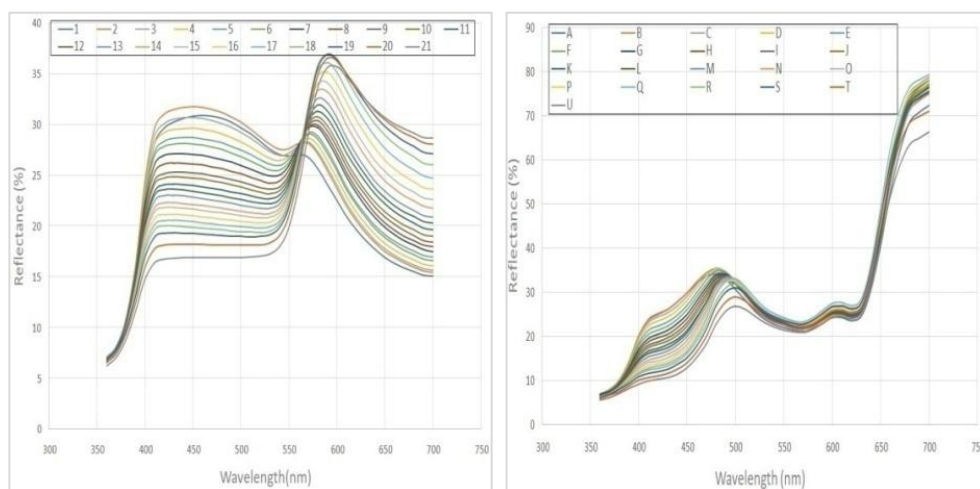 40
1 2 3 4 5 6 7 8 9 10 11
12 13 14 15 16 17 18 19 20 21
35
30
25
20
15
10
5
0
300 350 400 450 500 550 600 650 700 750
Reflectance (%)
Wavelength(nm)
90
A B C D E
F G H I J
K L M N O
P Q R S T
U
80
70
60
50
40
30
20
10
0
300 350 400 450 500 550 600 650 700 750
Reflectance (%)
Wavelength(nm)